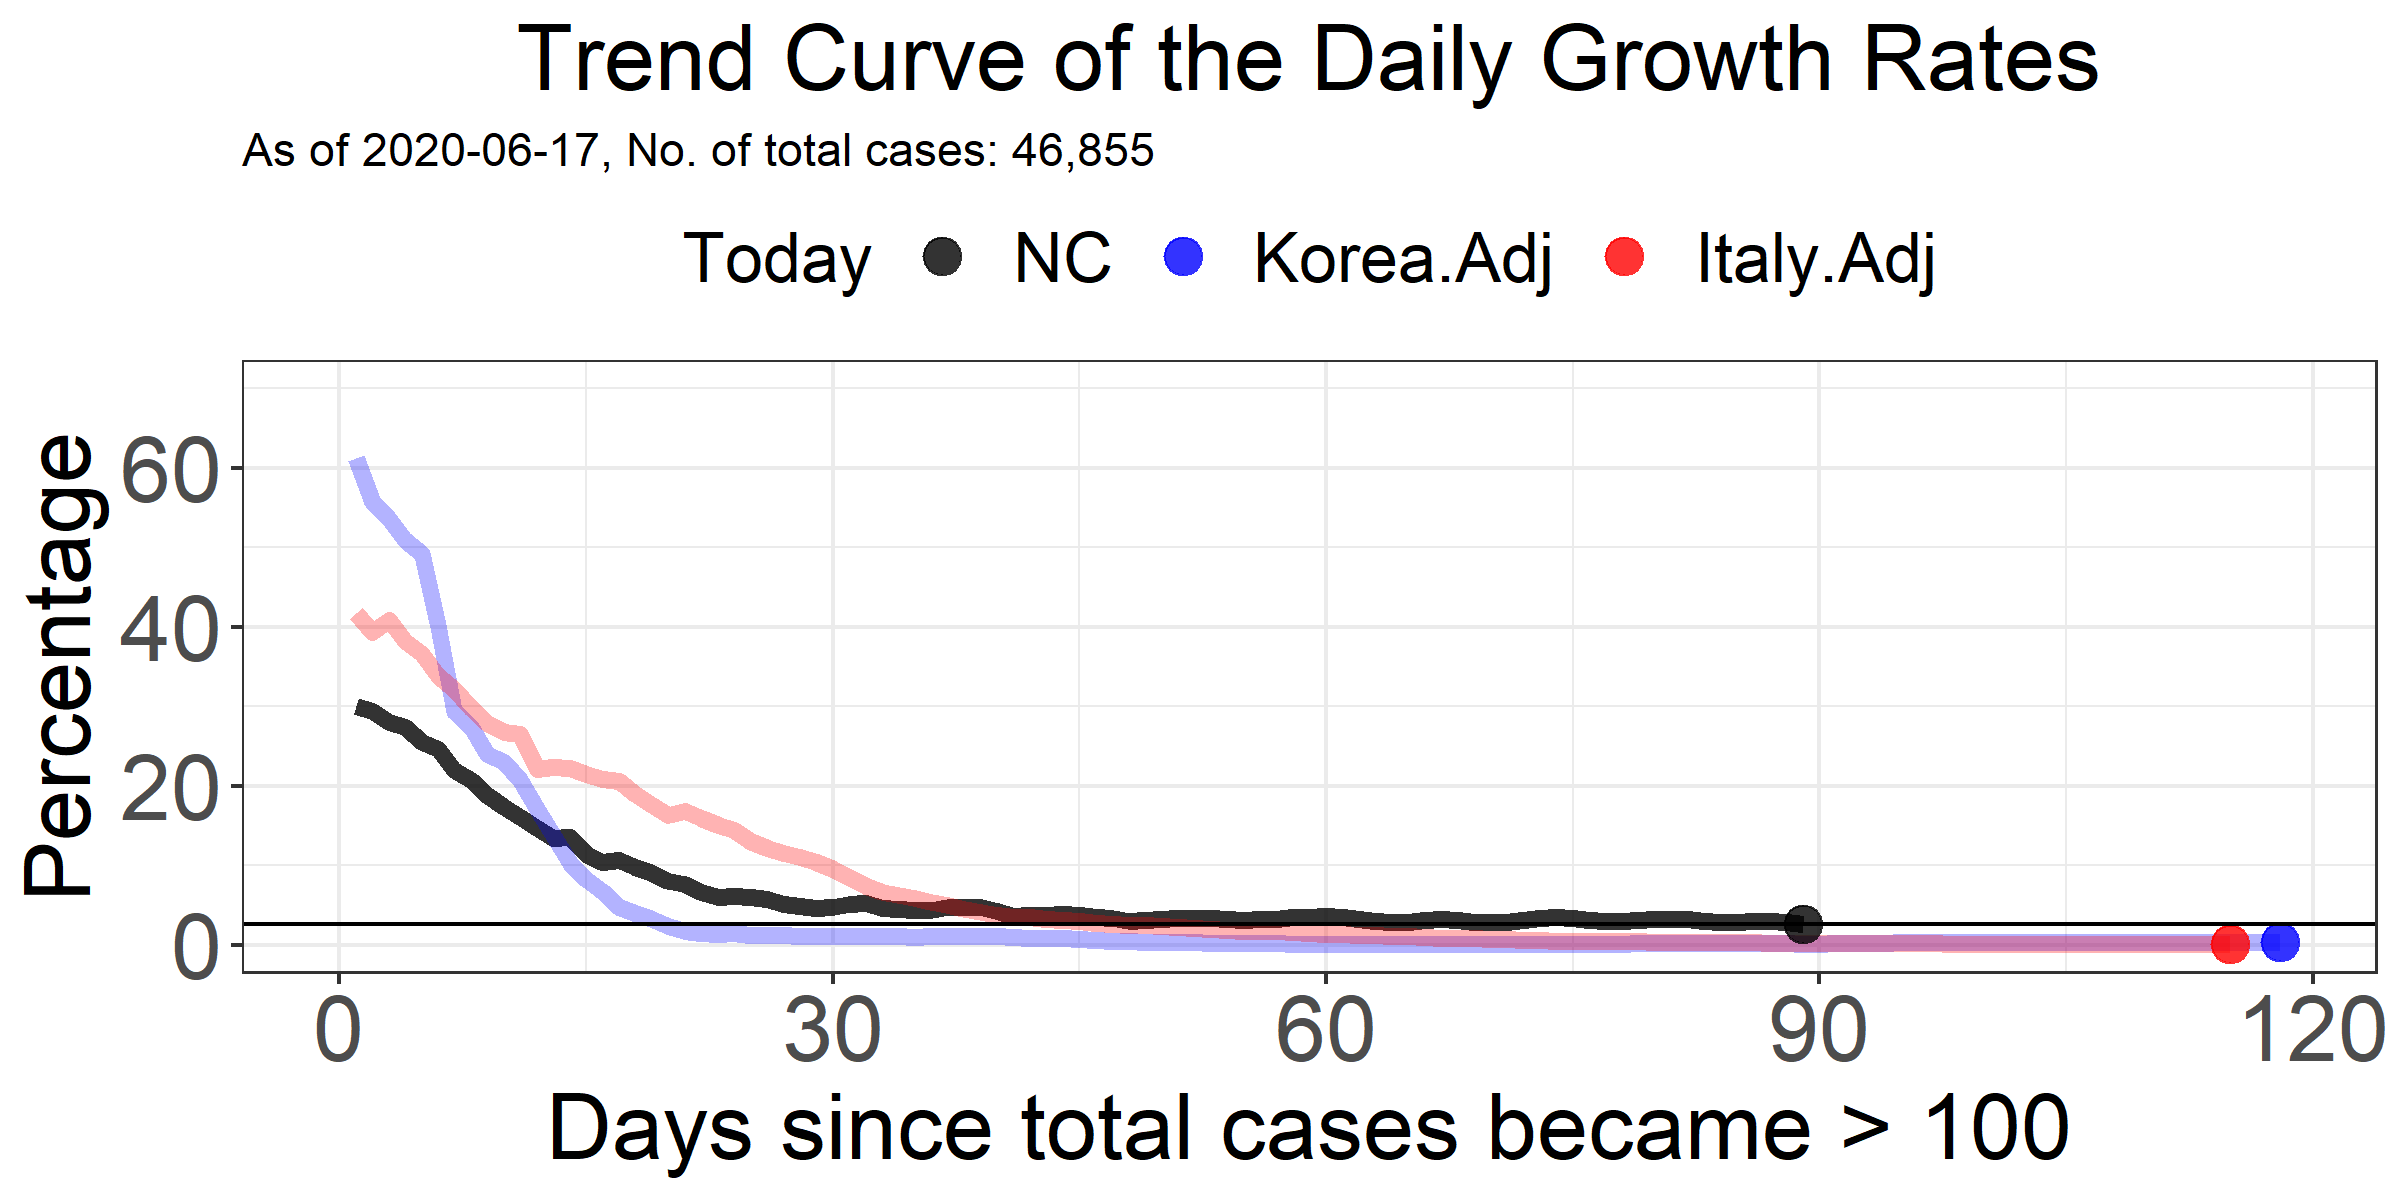 Trend Curve of the Daily Growth Rates
As of 2020-06-17, No. of total cases: 46,855
Today NC Korea.Adj Italy.Adj
Percentage
60
40
20
0
0 30 60 90 120
Days since total cases became > 100